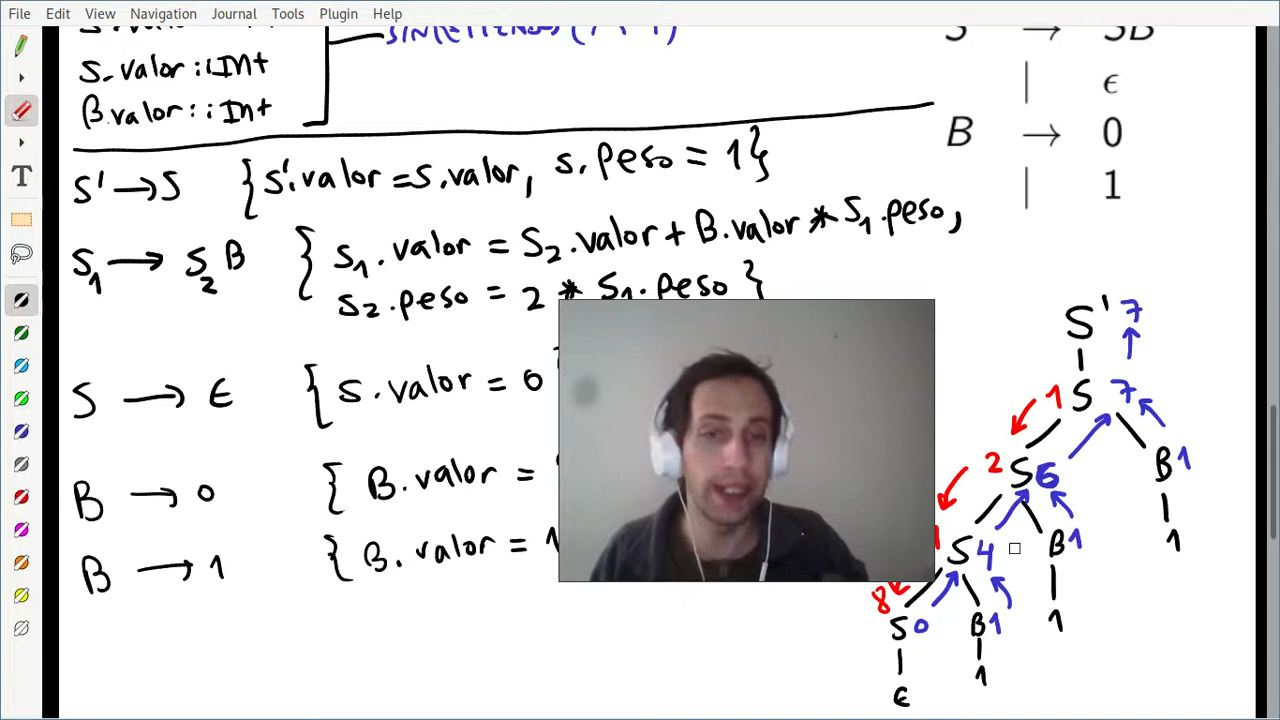 File Edit View Navigation Journal Tools Plugin Help
S.valor::Int
B.valor::Int
S → SB
| ϵ
B → 0
| 1
S' → S {S'.valor = S.valor, S.peso = 1}
S₁ → S₂ B { S₁.valor = S₂.valor + B.valor * S₁.peso,
S₂.peso = 2 * S₁.peso }
S → ϵ { S.valor = 0
B → 0 { B.valor =
B → 1 { B.valor = 1
S' 7
1 S 7
2 S 6 B 1
S 4 B 1 1
8 S 0 B 1 1
ϵ 1
T